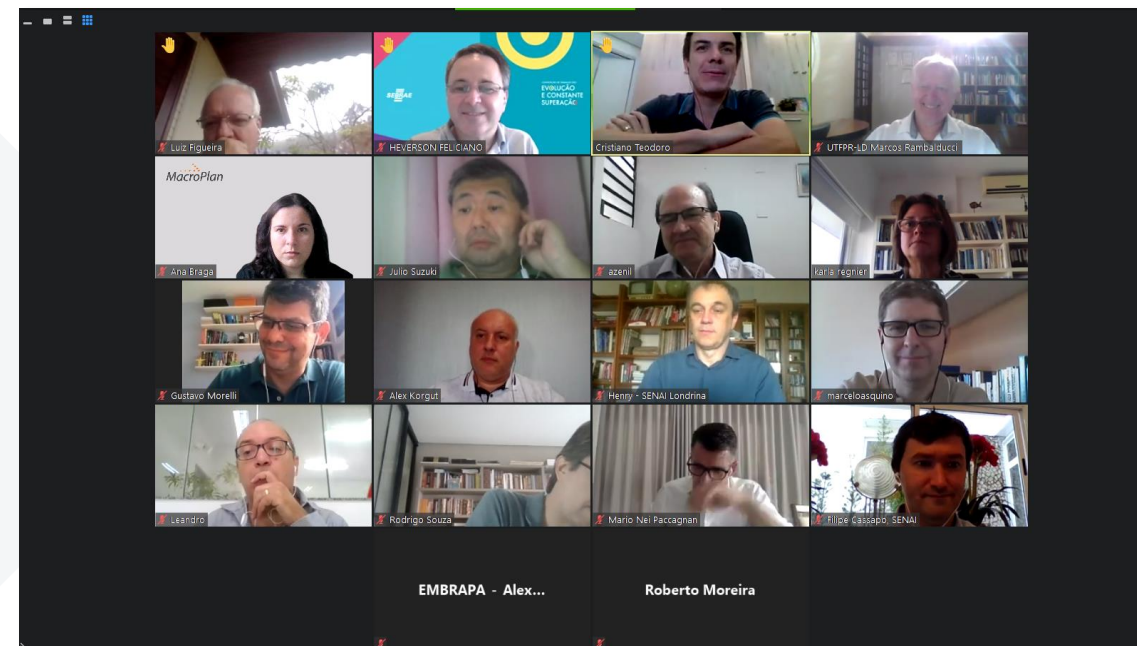 Luiz Figueira
SEBRAE
EVOLUÇÃO
E CONSTANTE
SUPERAÇÃO
HEVERSON FELICIANO
Cristiano Teodoro
UTFPR-LD Marcos Rambalducci
MacroPlan
Ana Braga
Julio Suzuki
azenil
karla regnier
Gustavo Morelli
Alex Korgut
Henry - SENAI Londrina
marceloasquino
Leandro
Rodrigo Souza
Mario Nei Paccagnan
Filipe Cassapo, SENAI
EMBRAPA - Alex...
Roberto Moreira